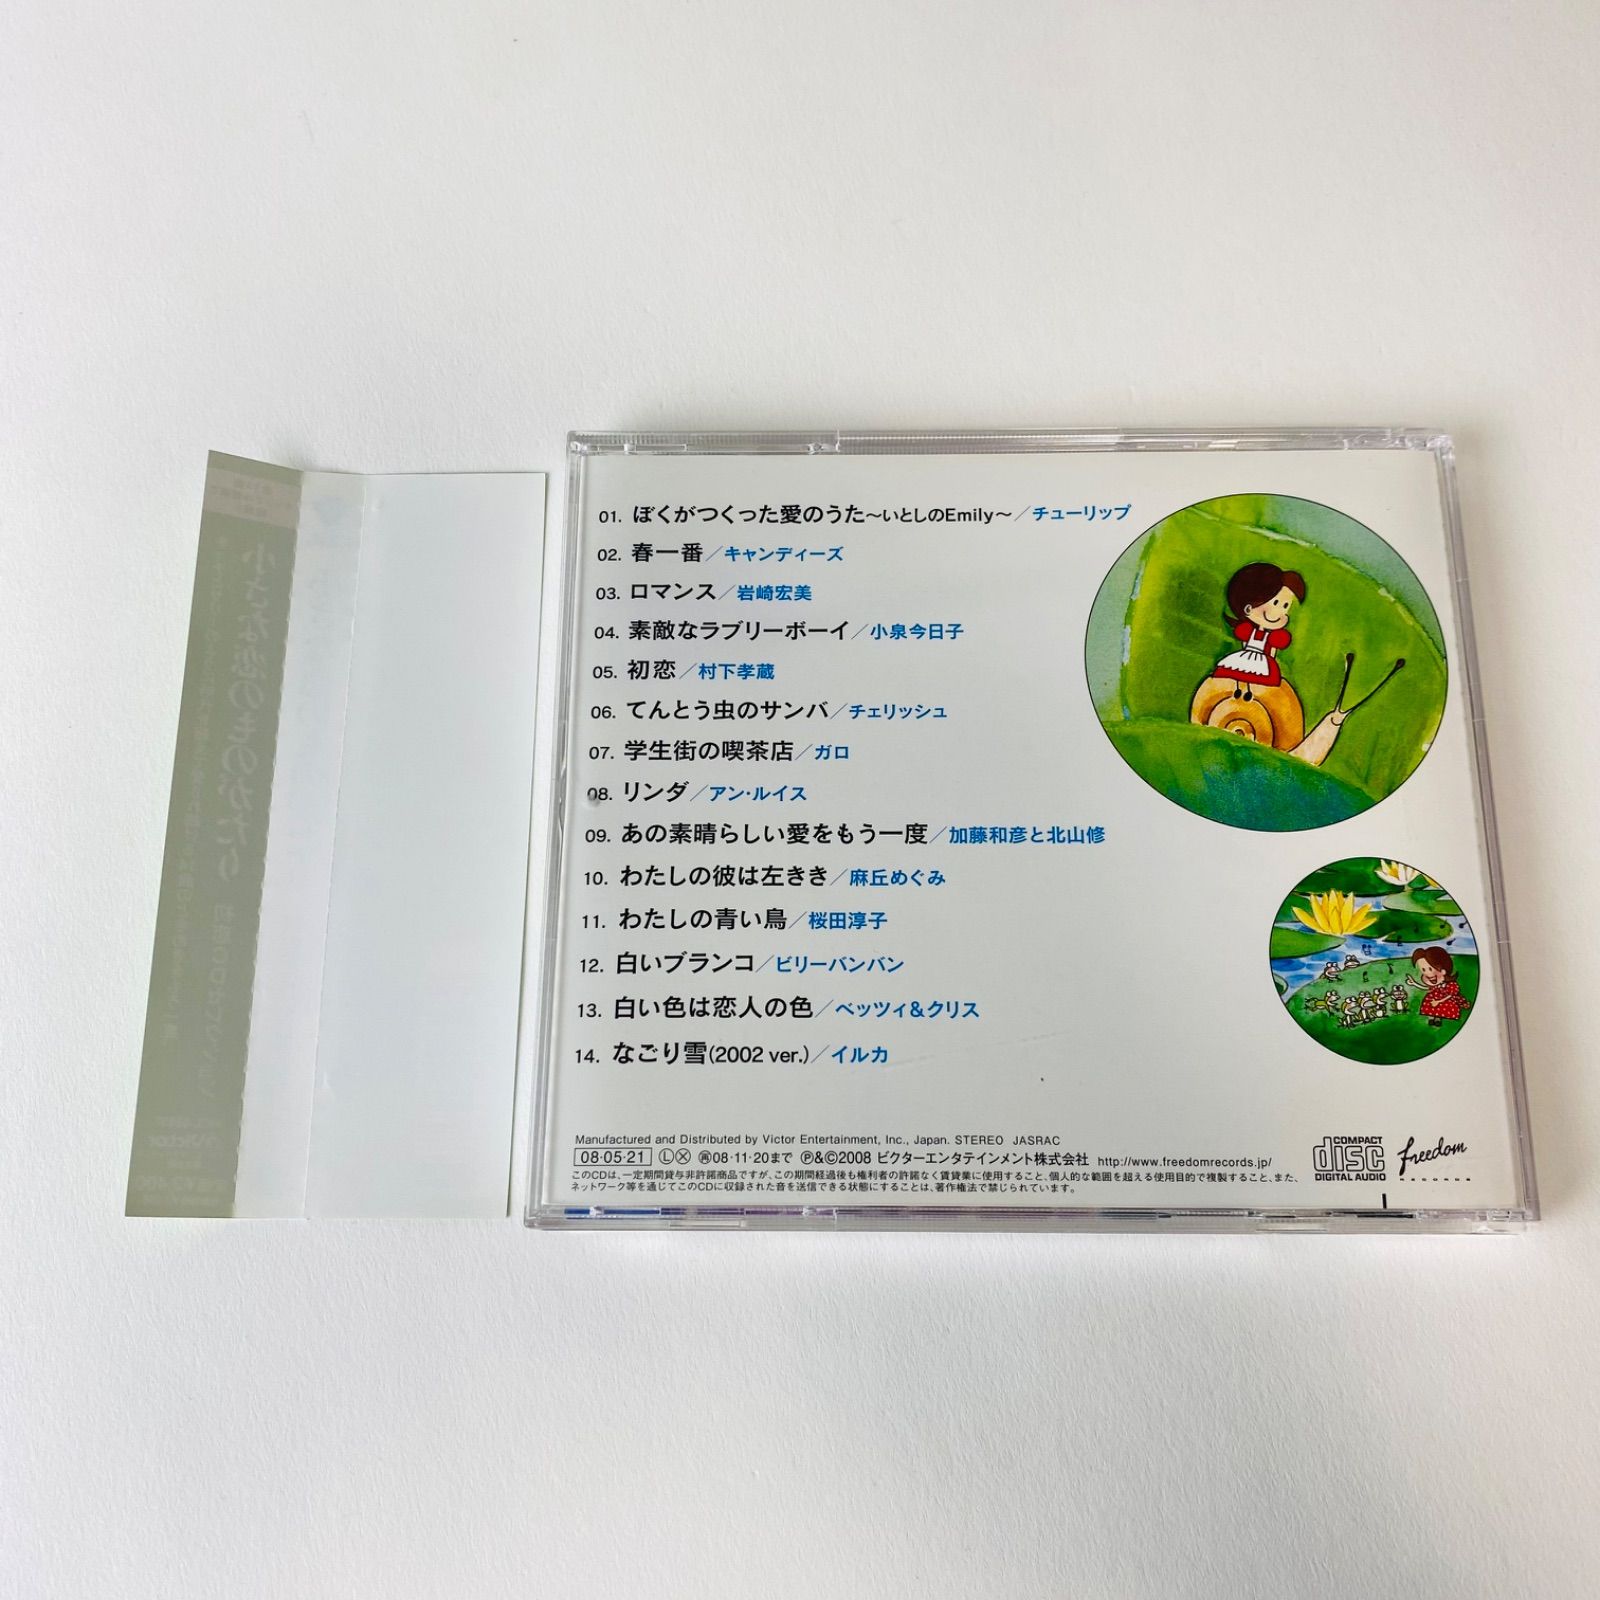 01. ぼくがつくった愛のうた〜いとしのEmily〜／チューリップ
02. 春一番／キャンディーズ
03. ロマンス／岩崎宏美
04. 素敵なラブリーボーイ／小泉今日子
05. 初恋／村下孝蔵
06. てんとう虫のサンバ／チェリッシュ
07. 学生街の喫茶店／ガロ
08. リンダ／アン・ルイス
09. あの素晴らしい愛をもう一度／加藤和彦と北山修
10. わたしの彼は左きき／麻丘めぐみ
11. わたしの青い鳥／桜田淳子
12. 白いブランコ／ビリーバンバン
13. 白い色は恋人の色／ベッツィ&クリス
14. なごり雪(2002 ver.)／イルカ
Manufactured and Distributed by Victor Entertainment, Inc., Japan. STEREO JASRAC
08·05·21 Ⓛⓧ 再08·11·20まで Ⓟ&©2008 ビクターエンタテインメント株式会社 http://www.freedomrecords.jp/
このCDは、一定期間貸与非許諾商品ですが、この期間経過後も権利者の許諾なく賃貸業に使用すること、個人的な範囲を超える使用目的で複製すること、また、
ネットワーク等を通じてこのCDに収録された音を送信できる状態にすることは、著作権法で禁じられています。
COMPACT
disc
DIGITAL AUDIO
freedom
records